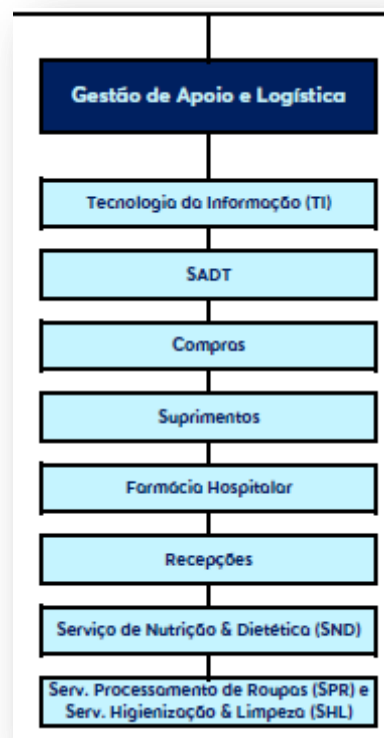 Gestão de Apoio e Logística
Tecnologia da Informação (TI)
SADT
Compras
Suprimentos
Farmácia Hospitalar
Recepções
Serviço de Nutrição & Dietética (SND)
Serv. Processamento de Roupas (SPR) e
Serv. Higienização & Limpeza (SHL)